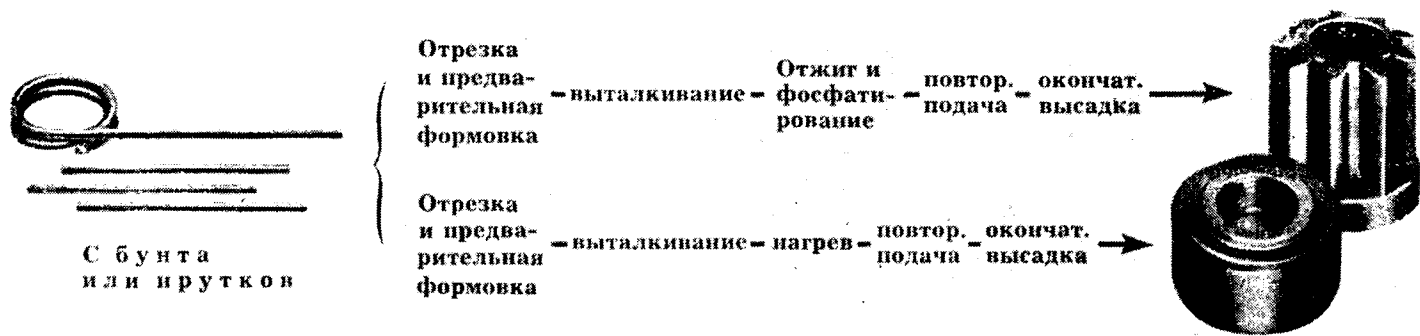 Отрезка
и предва-
рительная
формовка
– выталкивание –
Отжиг и
фосфати-
рование
– повтор.
подача
– окончат.
высадка
Отрезка
и предва-
рительная
формовка
– выталкивание – нагрев –
повтор.
подача
– окончат.
высадка
С бунта
или прутков